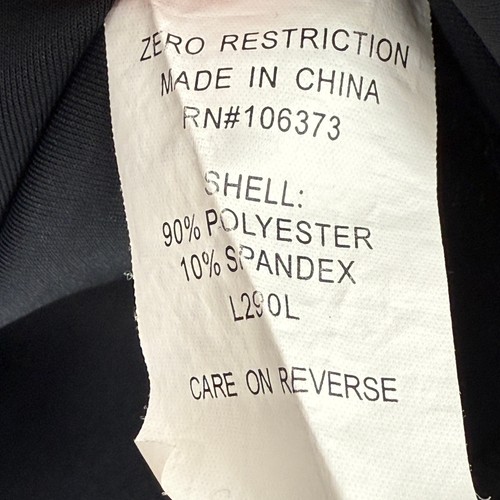 ZERO RESTRICTION
MADE IN CHINA
RN#106373
SHELL:
90% POLYESTER
10% SPANDEX
L290L
CARE ON REVERSE